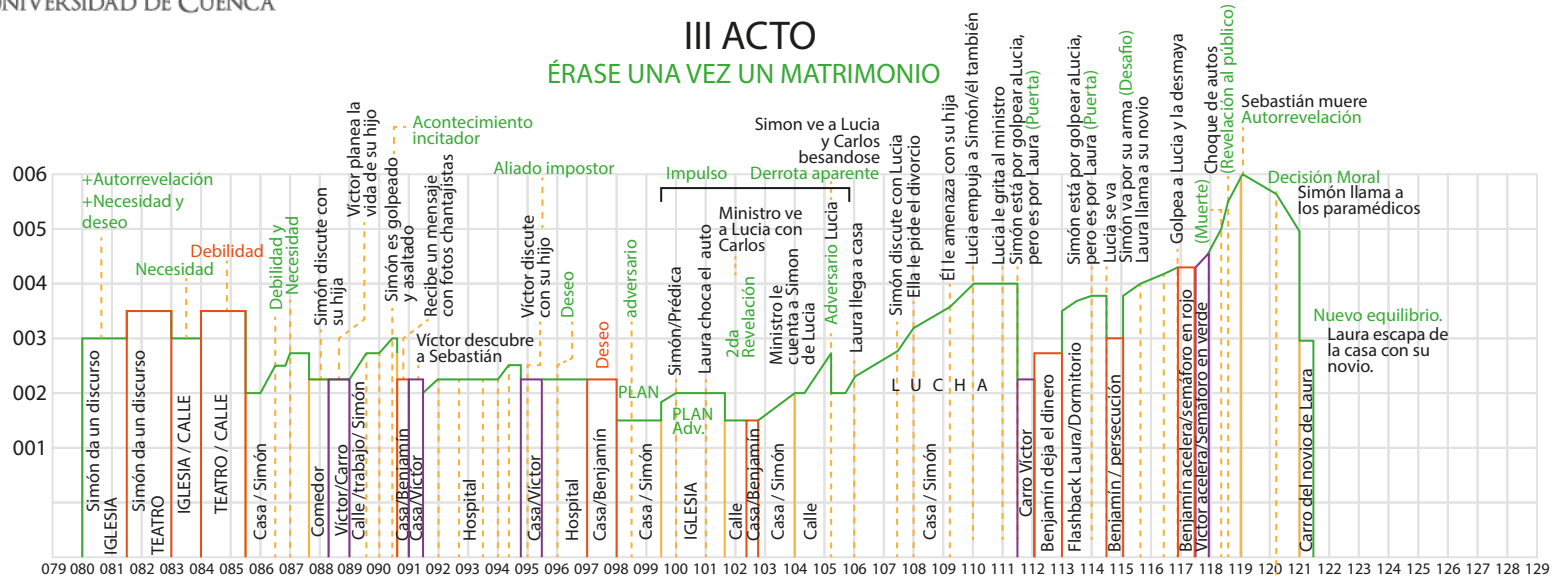 UNIVERSIDAD DE CUENCA
III ACTO
ÉRASE UNA VEZ UN MATRIMONIO
006
005
004
003
002
001
+Autorrevelación
+Necesidad y
deseo
Necesidad
Debilidad
Debilidad y
Necesidad
Simón discute con
su hija
Víctor planea la
vida de su hijo
Simón es golpeado
y asaltado
Acontecimiento
incitador
Recibe un mensaje
con fotos chantajistas
Víctor descubre
a Sebastián
Aliado impostor
Víctor discute
con su hijo
Deseo
Deseo
adversario
PLAN
Impulso
Simón/Prédica
PLAN
Adv.
Laura choca el auto
Ministro ve
a Lucia con
Carlos
2da
Revelación
Ministro le
cuenta a Simon
de Lucia
Simon ve a Lucia
y Carlos
besandose
Derrota aparente
Adversario Lucia
Laura llega a casa
Simón discute con Lucia
Ella le pide el divorcio
Él le amenaza con su hija
Lucia empuja a Simón/él también
Lucia le grita al ministro
Simón está por golpear aLucia,
pero es por Laura (Puerta)
Simón está por golpear aLucia,
pero es por Laura (Puerta)
Lucia se va
Simón va por su arma (Desafio)
Laura llama a su novio
Golpea a Lucia y la desmaya
(Muerte)
Choque de autos
(Revelación al público)
Sebastián muere
Autorrevelación
Decisión Moral
Simón llama a
los paramédicos
Nuevo equilibrio.
Laura escapa de
la casa con su
novio.
LUCHA
Simón da un discurso
IGLESIA
Simón da un discurso
TEATRO
IGLESIA / CALLE
TEATRO / CALLE
Casa / Simón
Comedor
Víctor/Carro
Calle /trabajo/ Simón
Casa/Benjamín
Casa/Víctor
Hospital
Casa/Víctor
Hospital
Casa/Benjamín
Casa / Simón
IGLESIA
Calle
Casa/Benjamín
Casa / Simón
Calle
Casa / Simón
Carro Víctor
Benjamín deja el dinero
Flashback Laura/Dormitorio
Benjamín / persecución
Benjamín acelera/semáforo en rojo
Víctor acelera/Semáforo en verde
Carro del novio de Laura
079 080 081 082 083 084 085 086 087 088 089 090 091 092 093 094 095 096 097 098 099 100 101 102 103 104 105 106 107 108 109 110 111 112 113 114 115 116 117 118 119 120 121 122 123 124 125 126 127 128 129